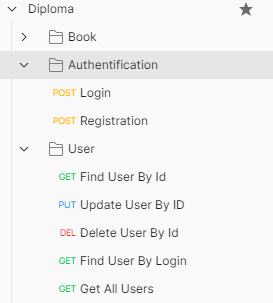 Diploma
Book
Authentification
POST Login
POST Registration
User
GET Find User By Id
PUT Update User By ID
DEL Delete User By Id
GET Find User By Login
GET Get All Users